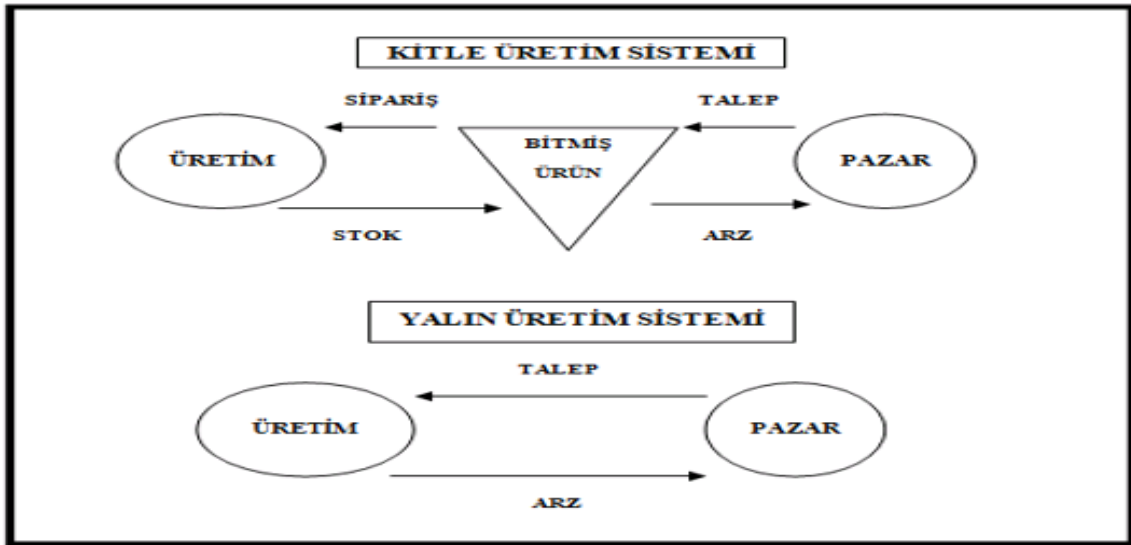 KİTLE ÜRETİM SİSTEMİ
SİPARİŞ
TALEP
ÜRETİM
BİTMİŞ
ÜRÜN
PAZAR
STOK
ARZ
YALIN ÜRETİM SİSTEMİ
TALEP
ÜRETİM
PAZAR
ARZ